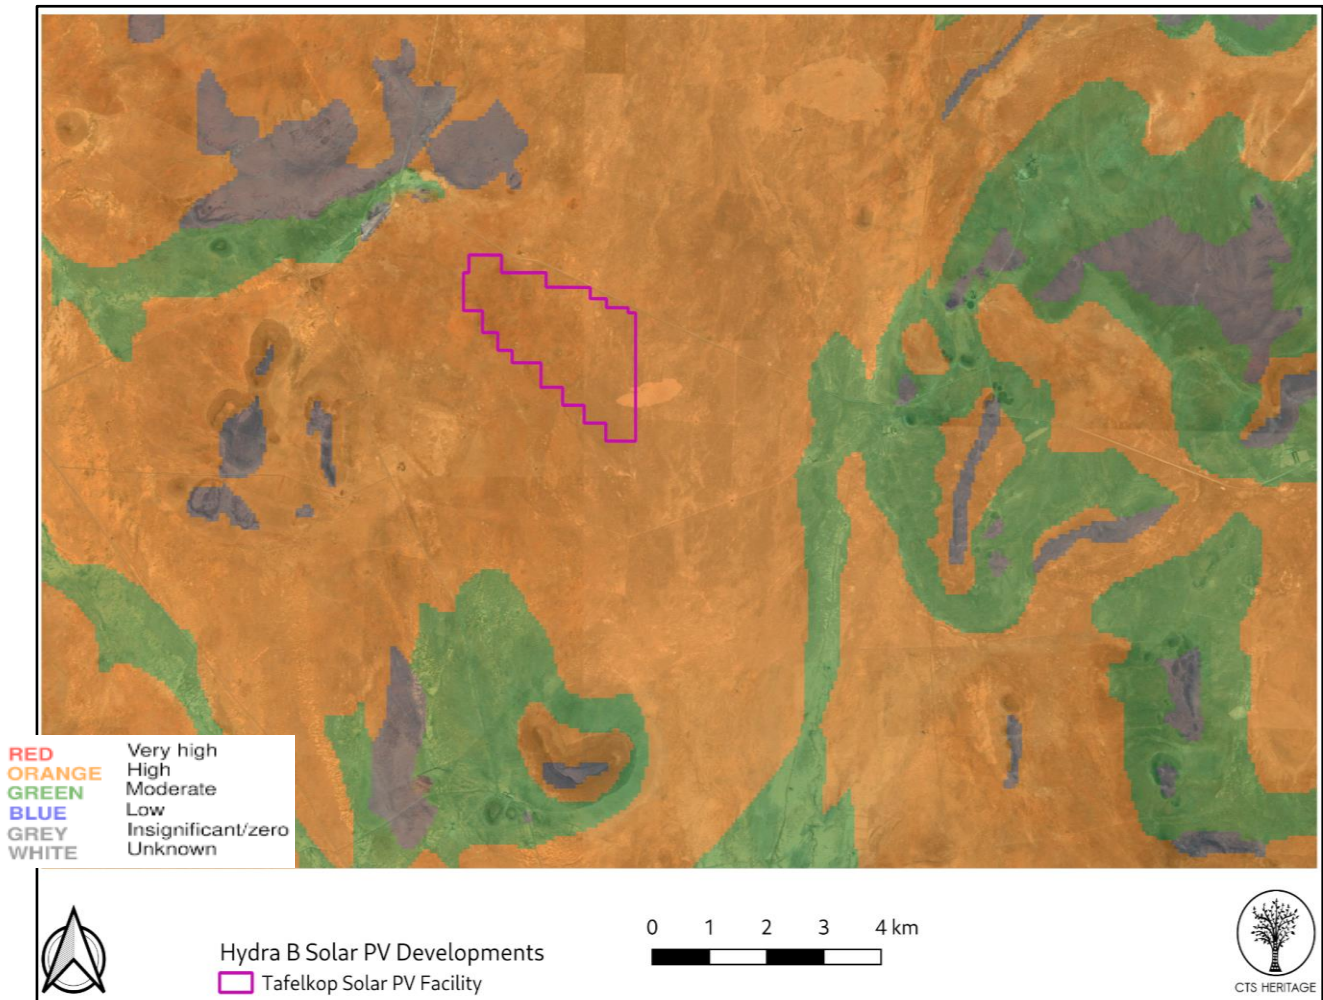 RED Very high
ORANGE High
GREEN Moderate
BLUE Low
GREY Insignificant/zero
WHITE Unknown
Hydra B Solar PV Developments
Tafelkop Solar PV Facility
0 1 2 3 4 km
CTS HERITAGE